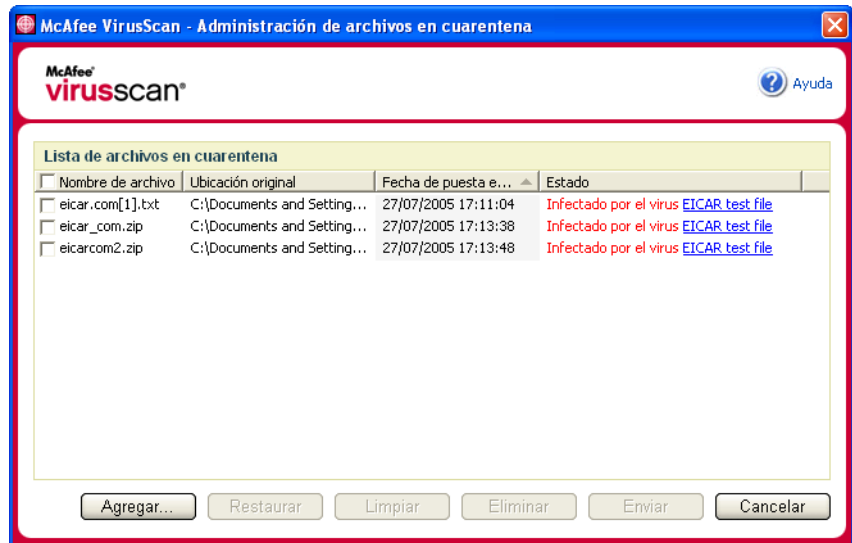 McAfee VirusScan - Administración de archivos en cuarentena
McAfee®
virusscan®
Ayuda
Lista de archivos en cuarentena
Nombre de archivo Ubicación original Fecha de puesta e... Estado
eicar.com[1].txt C:\Documents and Setting... 27/07/2005 17:11:04 Infectado por el virus EICAR test file
eicar_com.zip C:\Documents and Setting... 27/07/2005 17:13:38 Infectado por el virus EICAR test file
eicarcom2.zip C:\Documents and Setting... 27/07/2005 17:13:48 Infectado por el virus EICAR test file
Agregar... Restaurar Limpiar Eliminar Enviar Cancelar